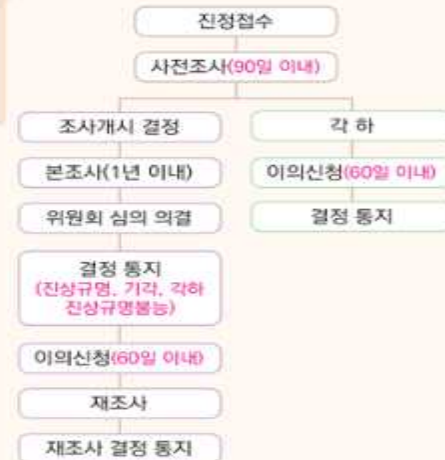 진정접수
사전조사(90일 이내)
조사개시 결정
본조사(1년 이내)
위원회 심의 의결
결정 통지
(진상규명, 기각, 각하
진상규명불능)
이의신청(60일 이내)
재조사
재조사 결정 통지
각 하
이의신청(60일 이내)
결정 통지